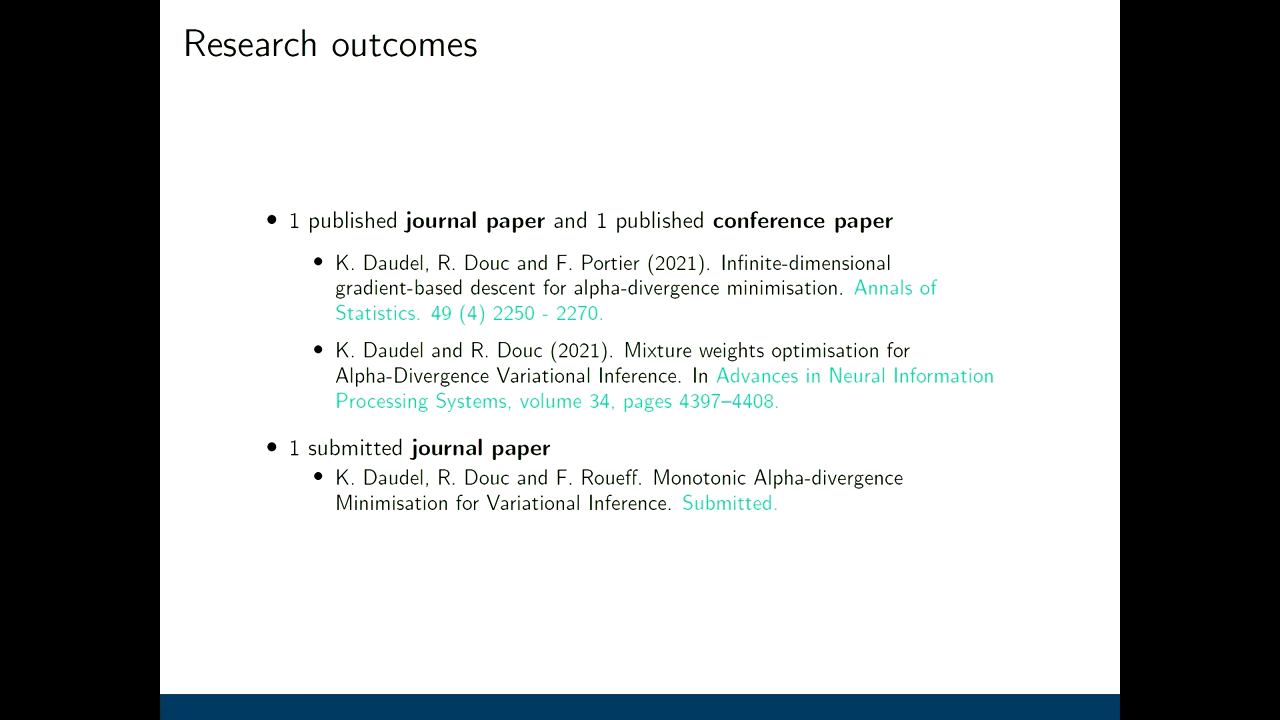 Research outcomes
• 1 published journal paper and 1 published conference paper
• K. Daudel, R. Douc and F. Portier (2021). Infinite-dimensional
gradient-based descent for alpha-divergence minimisation. Annals of
Statistics. 49 (4) 2250 - 2270.
• K. Daudel and R. Douc (2021). Mixture weights optimisation for
Alpha-Divergence Variational Inference. In Advances in Neural Information
Processing Systems, volume 34, pages 4397–4408.
• 1 submitted journal paper
• K. Daudel, R. Douc and F. Roueff. Monotonic Alpha-divergence
Minimisation for Variational Inference. Submitted.